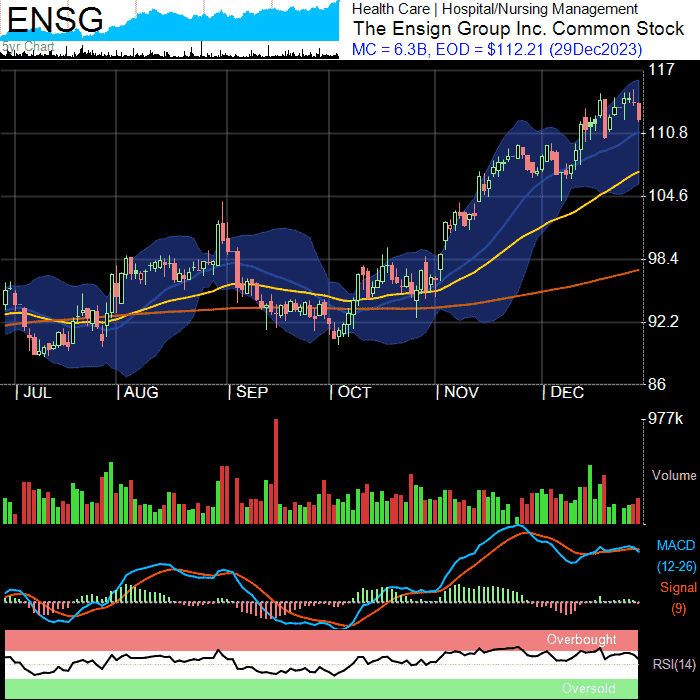 ENSG
5yr Chart
Health Care | Hospital/Nursing Management
The Ensign Group Inc. Common Stock
MC = 6.3B, EOD = $112.21 (29Dec2023)
117
110.8
104.6
98.4
92.2
86
JUL AUG SEP OCT NOV DEC
977k
Volume
MACD
(12-26)
Signal
(9)
Overbought
RSI(14)
Oversold